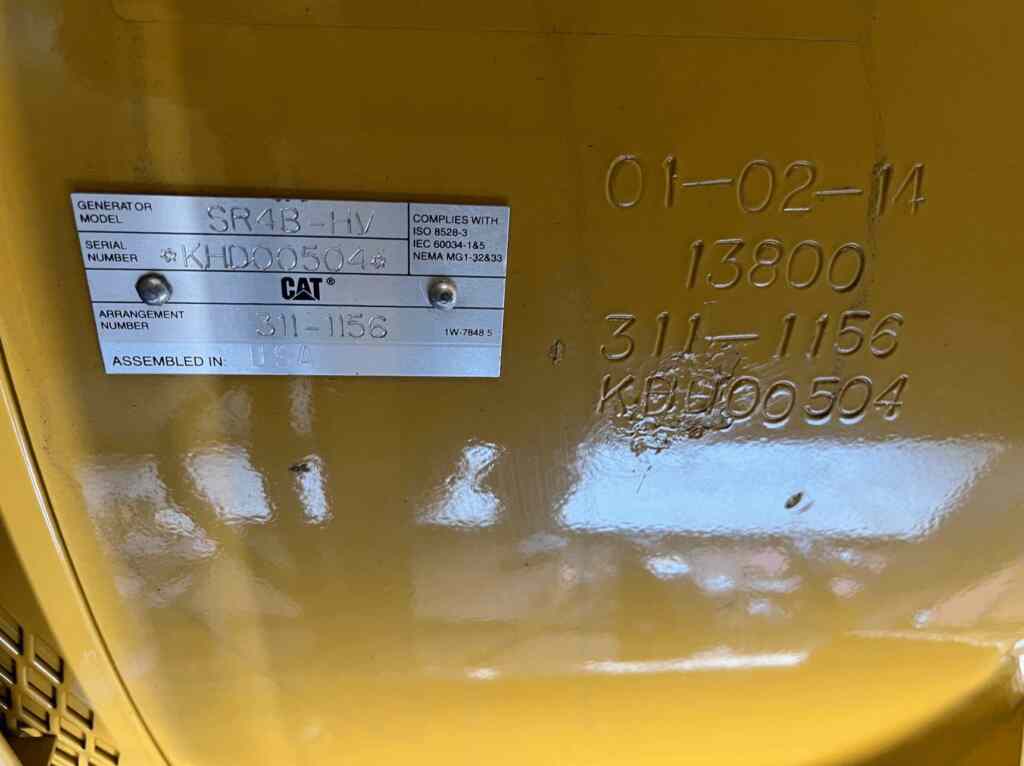 GENERATOR MODEL SR4B-HV
SERIAL NUMBER *KHD00504*
COMPLIES WITH
ISO 8528-3
IEC 60034-1&5
NEMA MG1-32&33
CAT®
ARRANGEMENT NUMBER 311-1156
1W-7848 5
ASSEMBLED IN: USA
01-02-14
13800
311-1156
00504